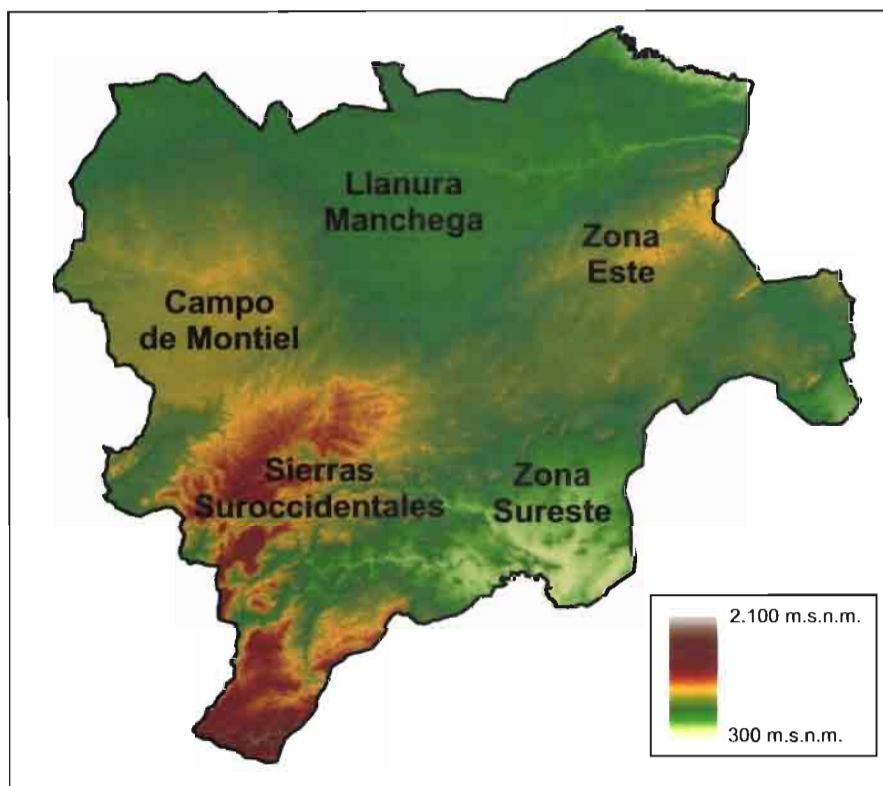 Llanura
Manchega
Zona
Este
Campo
de Montiel
Sierras
Suroccidentales
Zona
Sureste
2.100 m.s.n.m.
300 m.s.n.m.